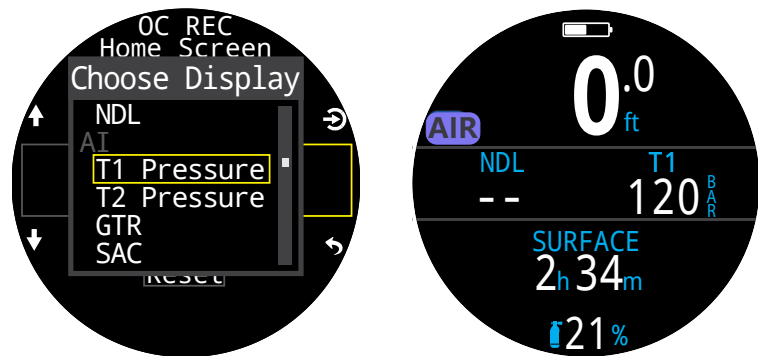 OC REC
Home Screen
Choose Display
NDL
AI
T1 Pressure
T2 Pressure
GTR
SAC
Reset
0.0
ft
AIR
NDL
T1
--
120 BAR
SURFACE
2h 34m
21%